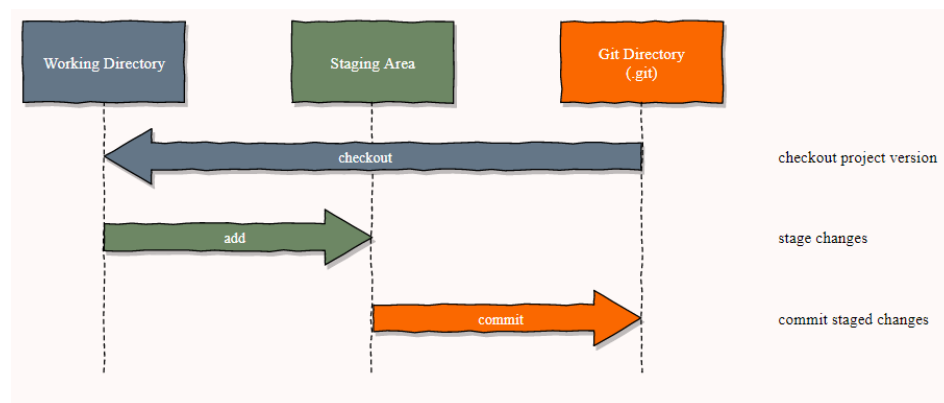 Working Directory
Staging Area
Git Directory
(.git)
checkout
checkout project version
add
stage changes
commit
commit staged changes